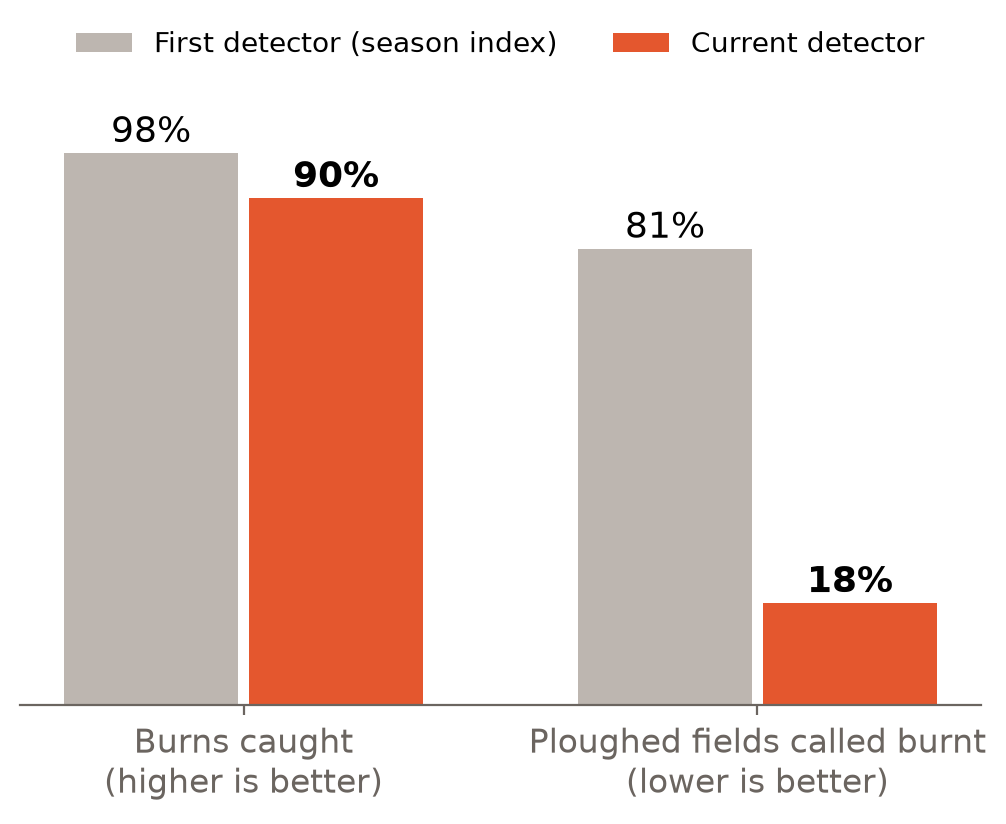 First detector (season index)
Current detector
98%
90%
81%
18%
Burns caught
(higher is better)
Ploughed fields called burnt
(lower is better)